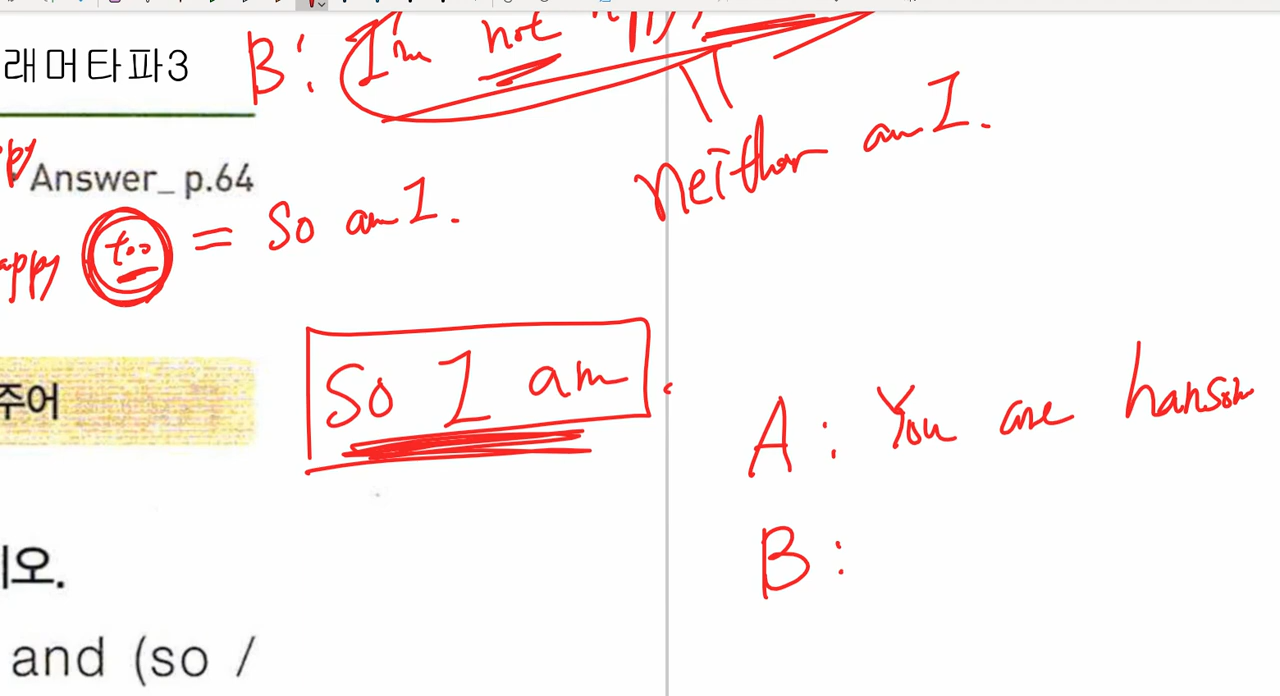 래머타파3
B: I'm not
neither am I.
Answer_ p.64
appy too = So am I.
So I am.
주어
A: You are hansom
B:
오.
and (so /